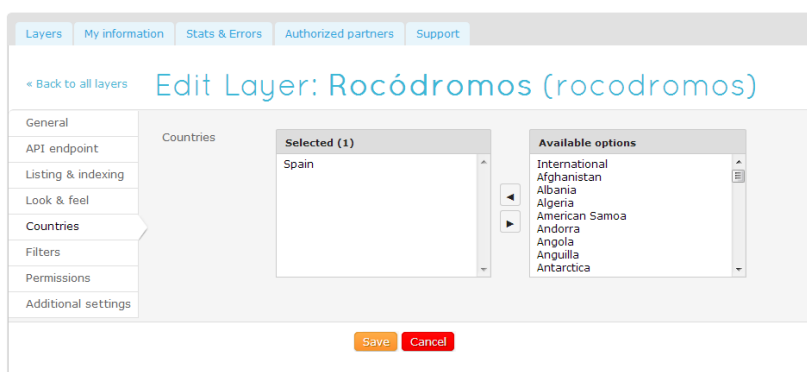 Layers My information Stats & Errors Authorized partners Support
« Back to all layers Edit Layer: Rocódromos (rocodromos)
General
API endpoint
Listing & indexing
Look & feel
Countries
Filters
Permissions
Additional settings
Countries
Selected (1)
Spain
Available options
International
Afghanistan
Albania
Algeria
American Samoa
Andorra
Angola
Anguilla
Antarctica
Save Cancel